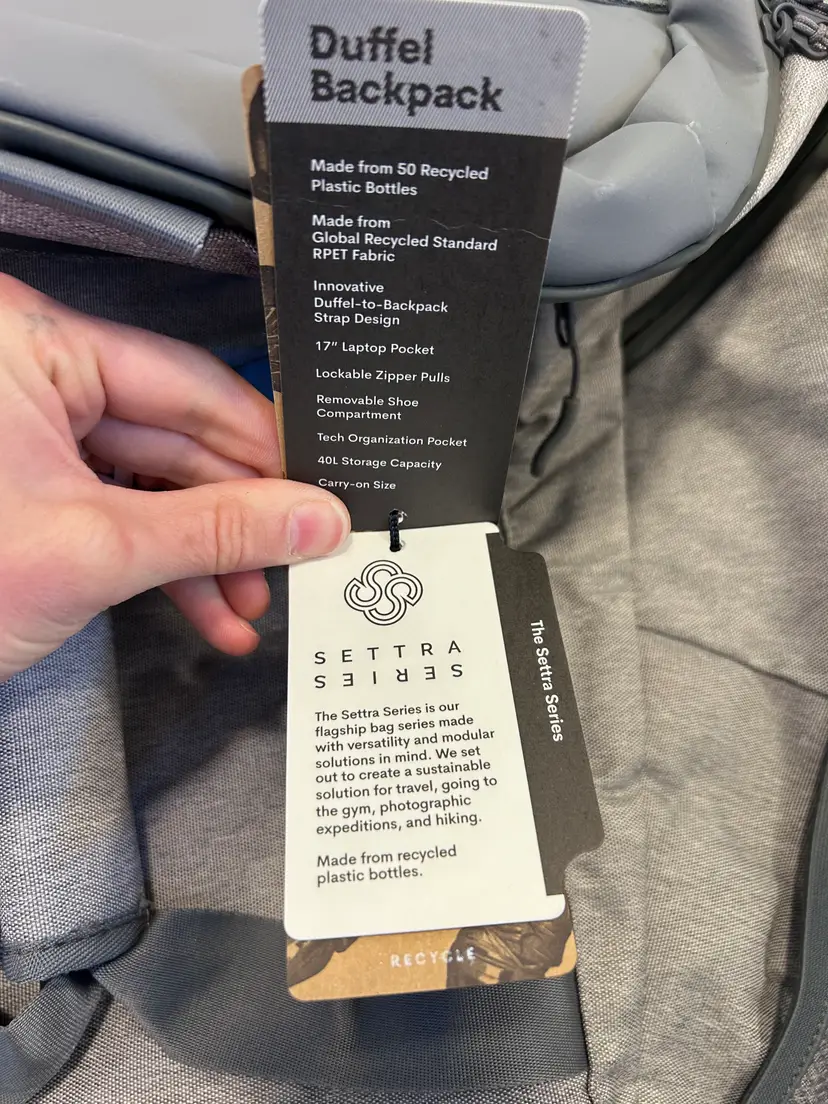 Duffel
Backpack
Made from 50 Recycled
Plastic Bottles
Made from
Global Recycled Standard
RPET Fabric
Innovative
Duffel-to-Backpack
Strap Design
17” Laptop Pocket
Lockable Zipper Pulls
Removable Shoe
Compartment
Tech Organization Pocket
40L Storage Capacity
Carry-on Size
SETTRA
SERIES
The Settra Series is our
flagship bag series made
with versatility and modular
solutions in mind. We set
out to create a sustainable
solution for travel, going to
the gym, photographic
expeditions, and hiking.
Made from recycled
plastic bottles.
The Settra Series
RECYCLE